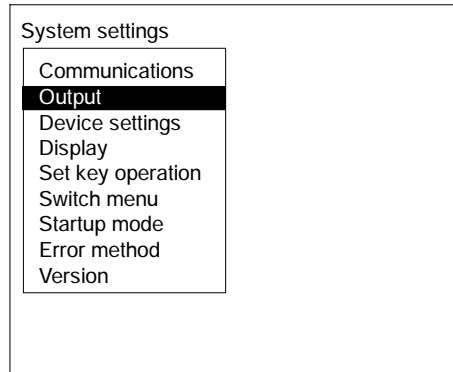 System settings
Communications
Output
Device settings
Display
Set key operation
Switch menu
Startup mode
Error method
Version